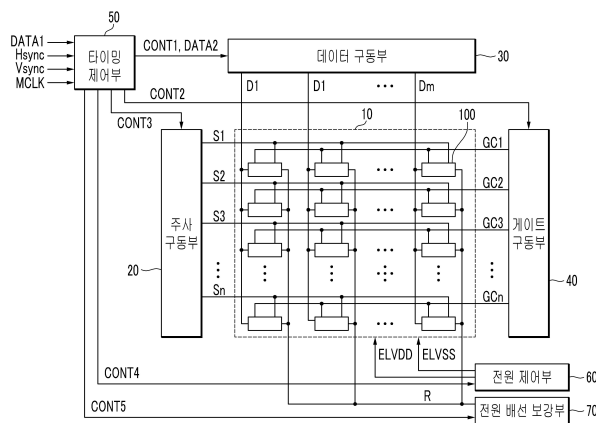 50
DATA1
Hsync
Vsync
MCLK
타이밍
제어부
CONT1, DATA2
데이터 구동부
30
D1
D1
...
Dm
CONT2
CONT3
10
100
S1
GC1
S2
GC2
S3
GC3
Sn
GCn
주사
구동부
20
게이트
구동부
40
ELVDD
ELVSS
CONT4
전원 제어부
60
R
CONT5
전원 배선 보강부
70